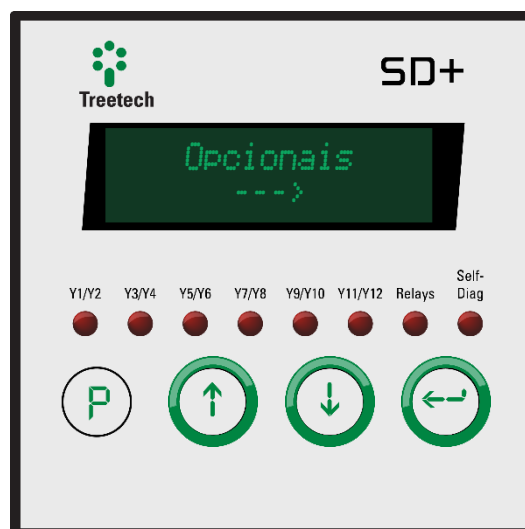 Treetech
SD+
Opcionais
--->
Y1/Y2 Y3/Y4 Y5/Y6 Y7/Y8 Y9/Y10 Y11/Y12 Relays Self-Diag
P